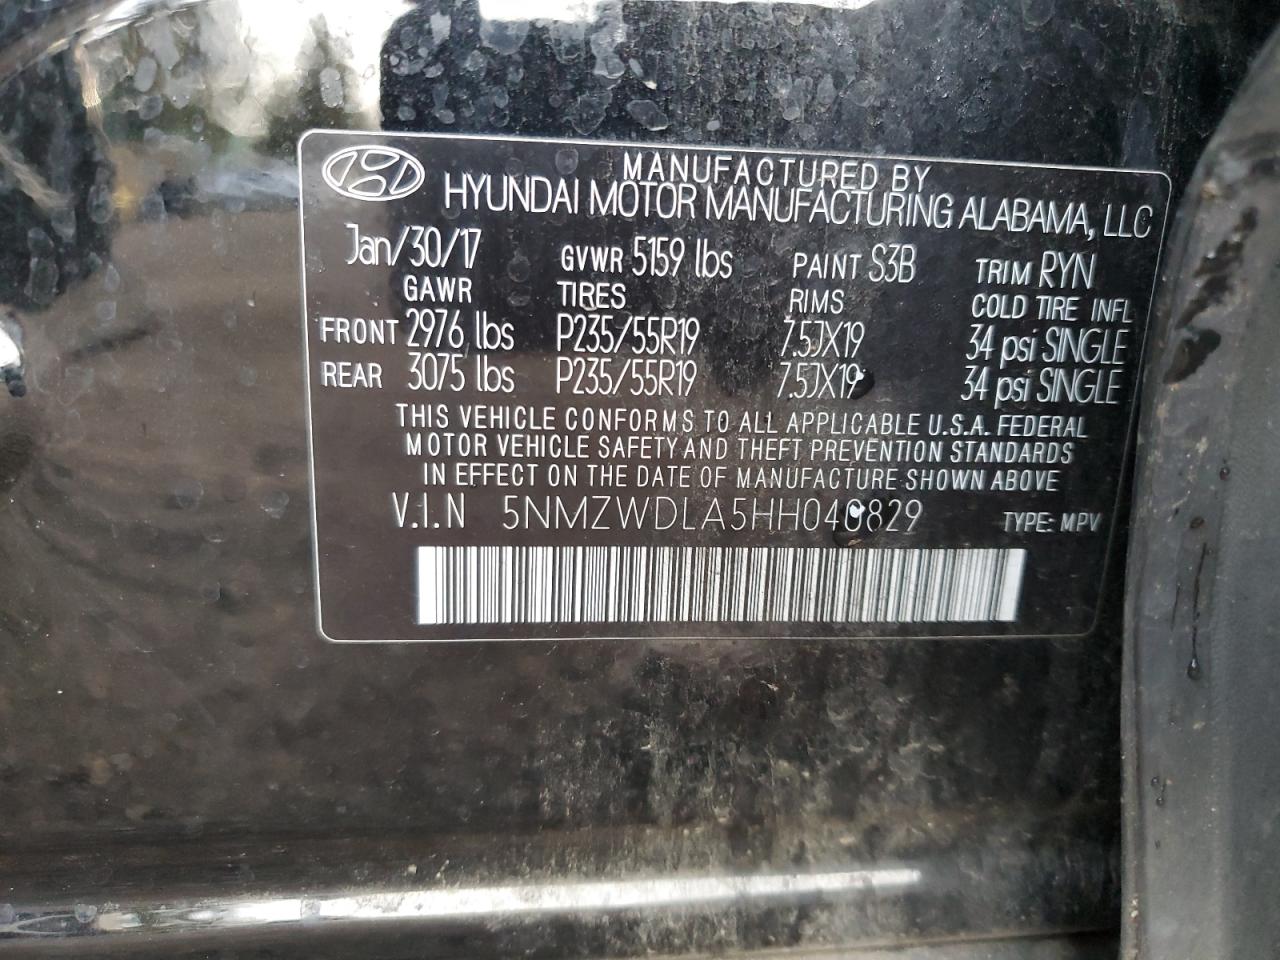 MANUFACTURED BY
HYUNDAI MOTOR MANUFACTURING ALABAMA, LLC
Jan/30/17 GVWR 5159 lbs PAINT S3B TRIM RYN
GAWR TIRES RIMS COLD TIRE INFL
FRONT 2976 lbs P235/55R19 7.5JX19 34 psi SINGLE
REAR 3075 lbs P235/55R19 7.5JX19 34 psi SINGLE
THIS VEHICLE CONFORMS TO ALL APPLICABLE U.S.A. FEDERAL
MOTOR VEHICLE SAFETY AND THEFT PREVENTION STANDARDS
IN EFFECT ON THE DATE OF MANUFACTURE SHOWN ABOVE
V.I.N 5NMZWDLA5HH040829 TYPE: MPV